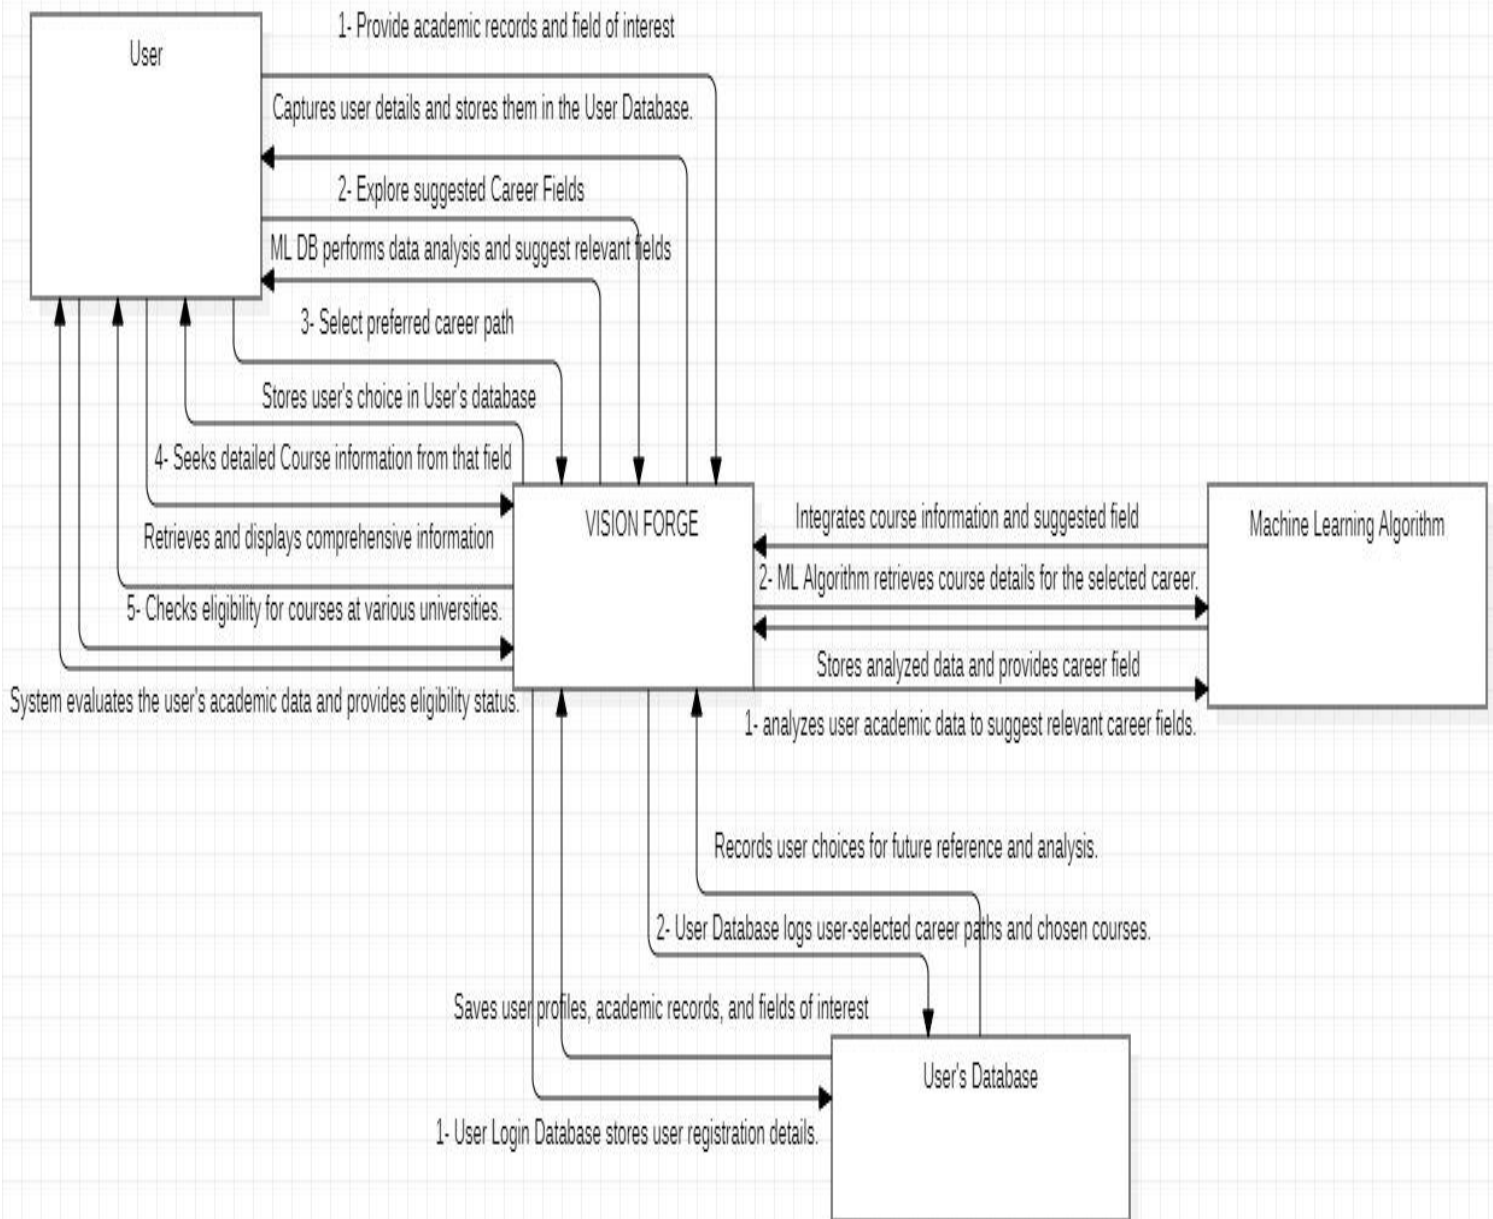 User
1- Provide academic records and field of interest
Captures user details and stores them in the User Database.
2- Explore suggested Career Fields
ML DB performs data analysis and suggest relevant fields
3- Select preferred career path
Stores user's choice in User's database
4- Seeks detailed Course information from that field
Retrieves and displays comprehensive information
5- Checks eligibility for courses at various universities.
System evaluates the user's academic data and provides eligibility status.
VISION FORGE
Integrates course information and suggested field
2- ML Algorithm retrieves course details for the selected career.
Stores analyzed data and provides career field
1- analyzes user academic data to suggest relevant career fields.
Machine Learning Algorithm
Records user choices for future reference and analysis.
2- User Database logs user-selected career paths and chosen courses.
Saves user profiles, academic records, and fields of interest
1- User Login Database stores user registration details.
User's Database